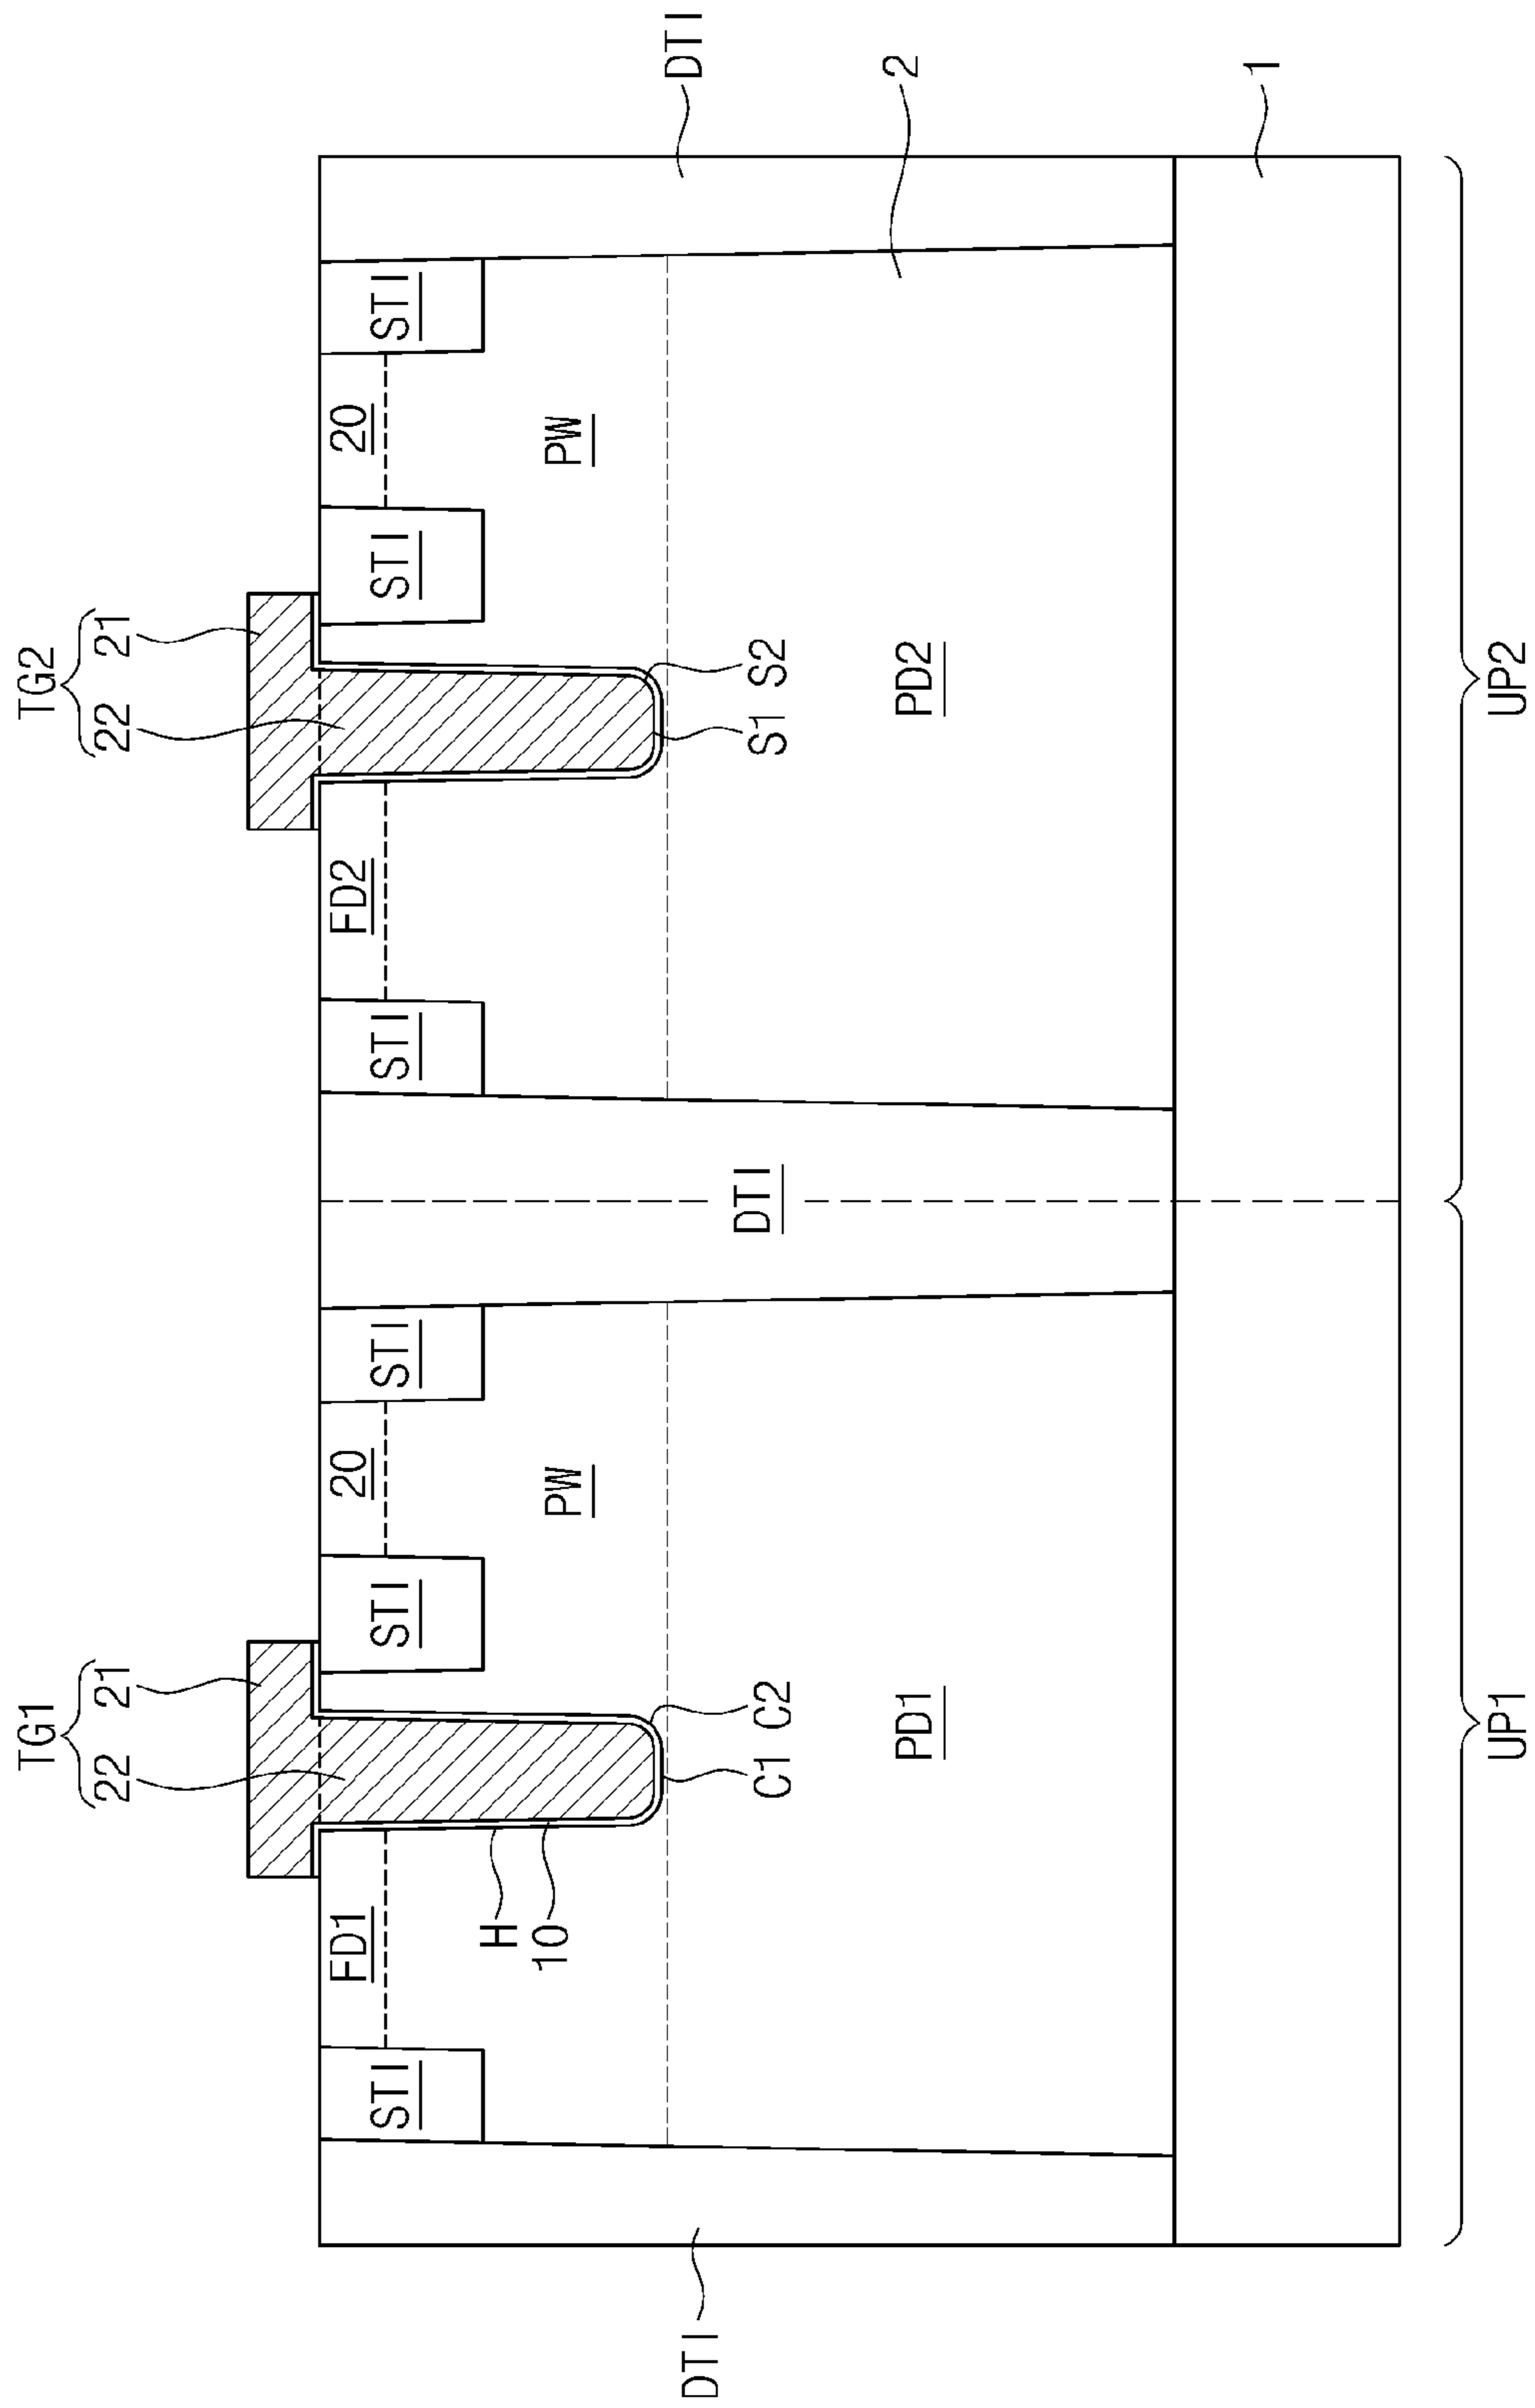 TG1
TG2
22 21
22 21
STI
FD1
STI
20
STI
STI
FD2
STI
20
STI
H
10
PW
PW
DTI
C1 C2
DTI
S1 S2
DTI
PD1
PD2
2
1
UP1
UP2